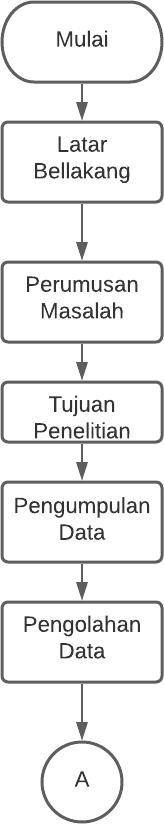 Mulai
Latar
Bellakang
Perumusan
Masalah
Tujuan
Penelitian
Pengumpulan
Data
Pengolahan
Data
A